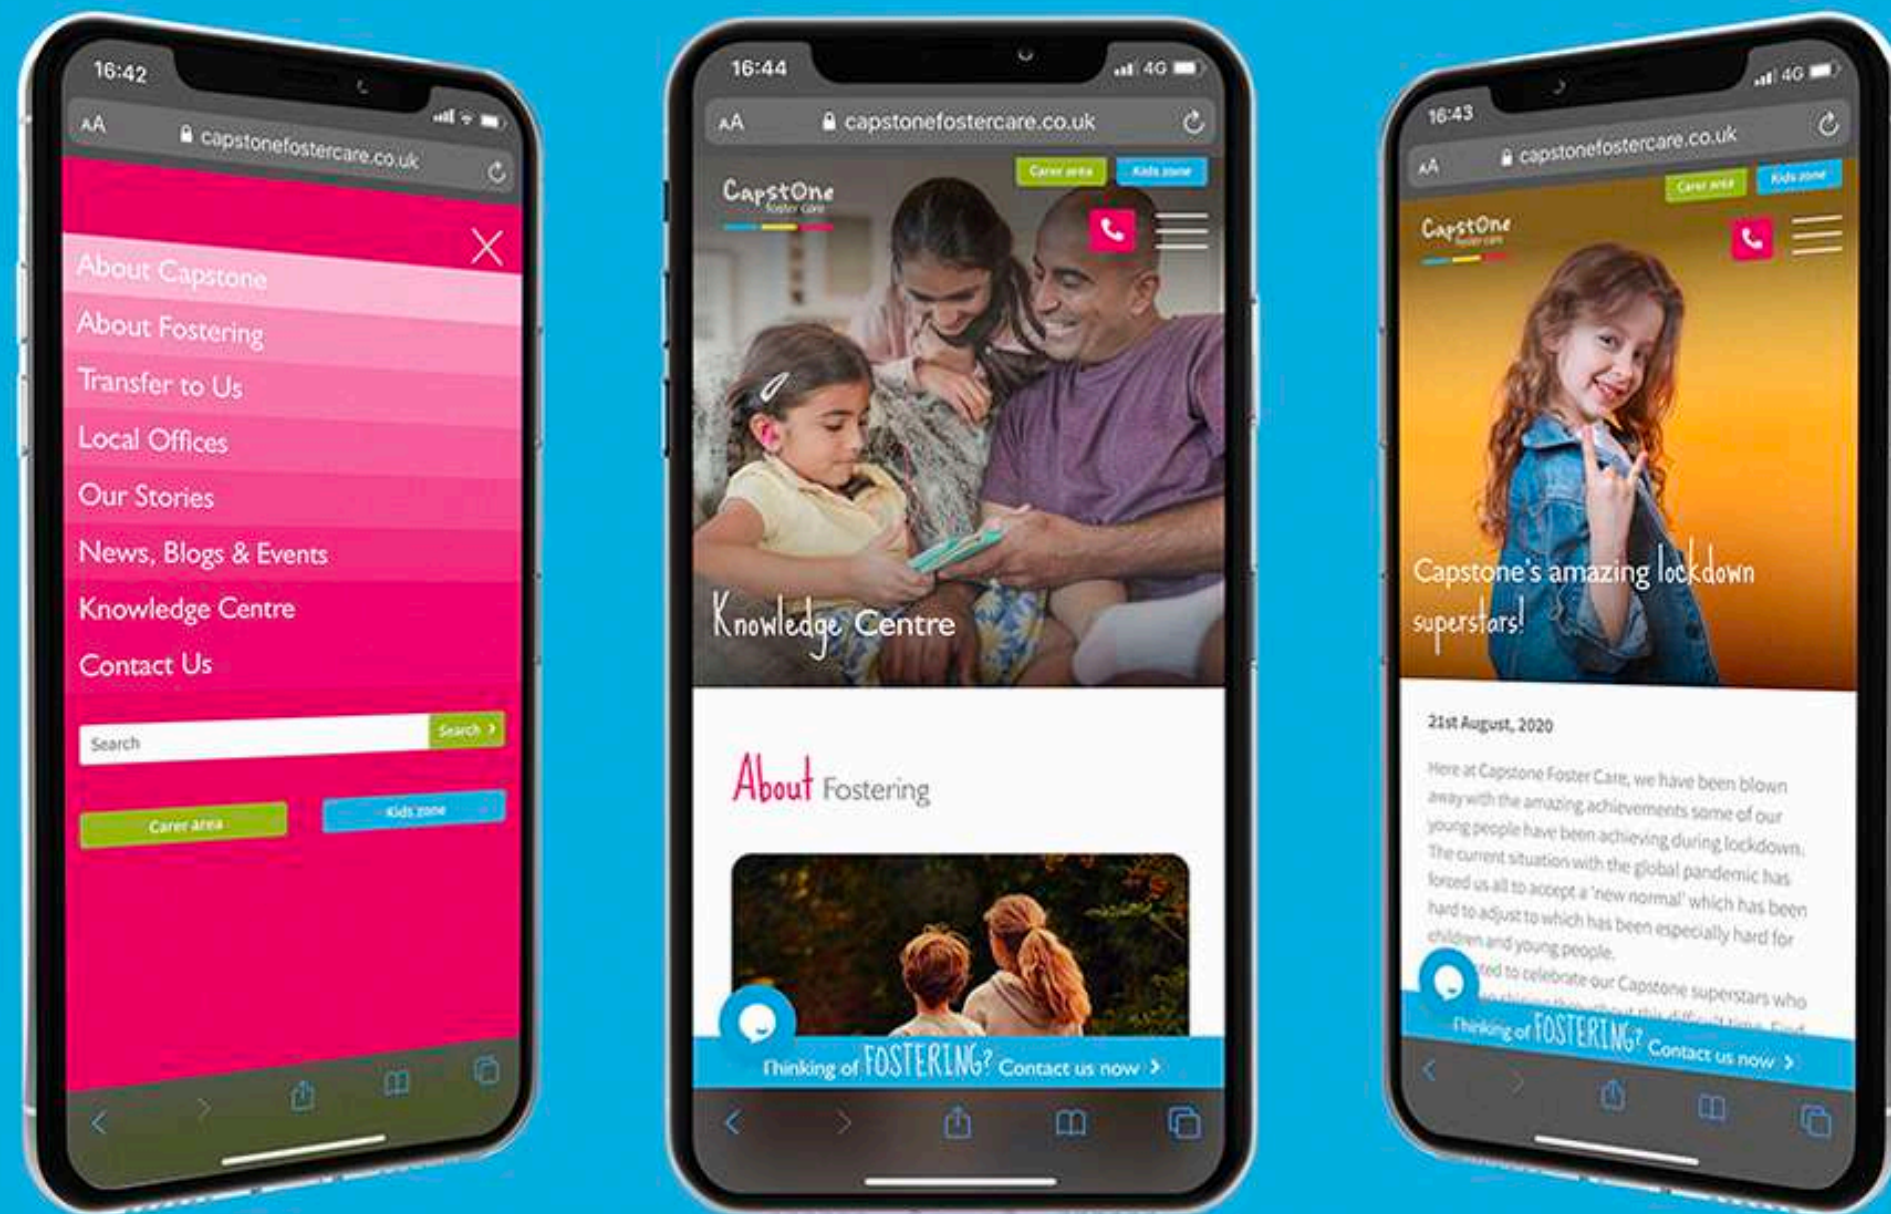 16:42
AA
capstonefostercare.co.uk
About Capstone
About Fostering
Transfer to Us
Local Offices
Our Stories
News, Blogs & Events
Knowledge Centre
Contact Us
Search
Search >
Carer area
Kids zone
16:44
4G
AA
capstonefostercare.co.uk
Carer area
Kids zone
CapstOne
foster care
Knowledge Centre
About Fostering
Thinking of FOSTERING? Contact us now >
16:43
4G
AA
capstonefostercare.co.uk
Carer area
Kids zone
CapstOne
foster care
Capstone's amazing lockdown
superstars!
21st August, 2020
Here at Capstone Foster Care, we have been blown
away with the amazing achievements some of our
young people have been achieving during lockdown.
The current situation with the global pandemic has
forced us all to accept a 'new normal' which has been
hard to adjust to which has been especially hard for
children and young people.
to celebrate our Capstone superstars who
Thinking of FOSTERING? Contact us now >